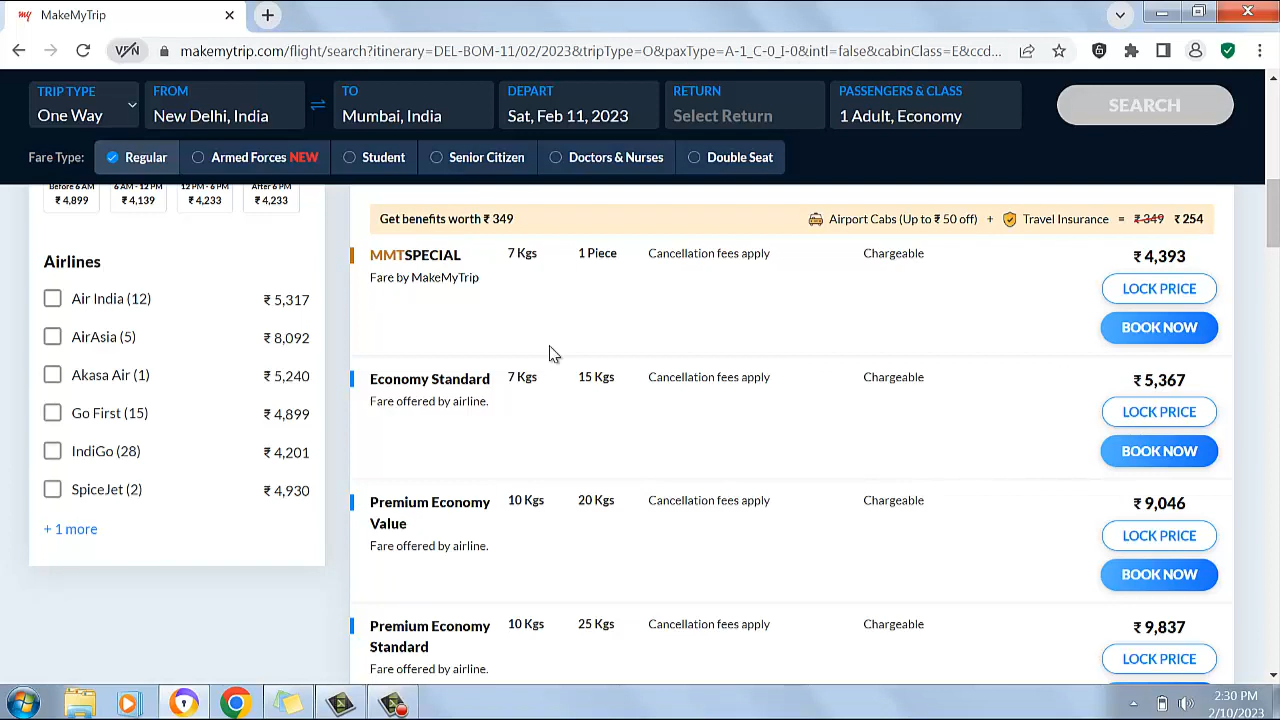 MakeMyTrip
makemytrip.com/flight/search?itinerary=DEL-BOM-11/02/2023&tripType=O&paxType=A-1_C-0_I-0&intl=false&cabinClass=E&ccd...
VPN
TRIP TYPE
One Way
FROM
New Delhi, India
TO
Mumbai, India
DEPART
Sat, Feb 11, 2023
RETURN
Select Return
PASSENGERS & CLASS
1 Adult, Economy
SEARCH
Fare Type:
Regular
Armed Forces NEW
Student
Senior Citizen
Doctors & Nurses
Double Seat
Before 6 AM
₹ 4,899
6 AM - 12 PM
₹ 4,139
12 PM - 6 PM
₹ 4,233
After 6 PM
₹ 4,233
Airlines
Air India (12) ₹ 5,317
AirAsia (5) ₹ 8,092
Akasa Air (1) ₹ 5,240
Go First (15) ₹ 4,899
IndiGo (28) ₹ 4,201
SpiceJet (2) ₹ 4,930
+ 1 more
Get benefits worth ₹ 349
Airport Cabs (Up to ₹ 50 off) + Travel Insurance = ₹ 349 ₹ 254
MMTSPECIAL 7 Kgs 1 Piece Cancellation fees apply Chargeable ₹ 4,393
Fare by MakeMyTrip
LOCK PRICE
BOOK NOW
Economy Standard 7 Kgs 15 Kgs Cancellation fees apply Chargeable ₹ 5,367
Fare offered by airline.
LOCK PRICE
BOOK NOW
Premium Economy 10 Kgs 20 Kgs Cancellation fees apply Chargeable ₹ 9,046
Value
Fare offered by airline.
LOCK PRICE
BOOK NOW
Premium Economy 10 Kgs 25 Kgs Cancellation fees apply Chargeable ₹ 9,837
Standard
Fare offered by airline.
LOCK PRICE
2:30 PM
2/10/2023